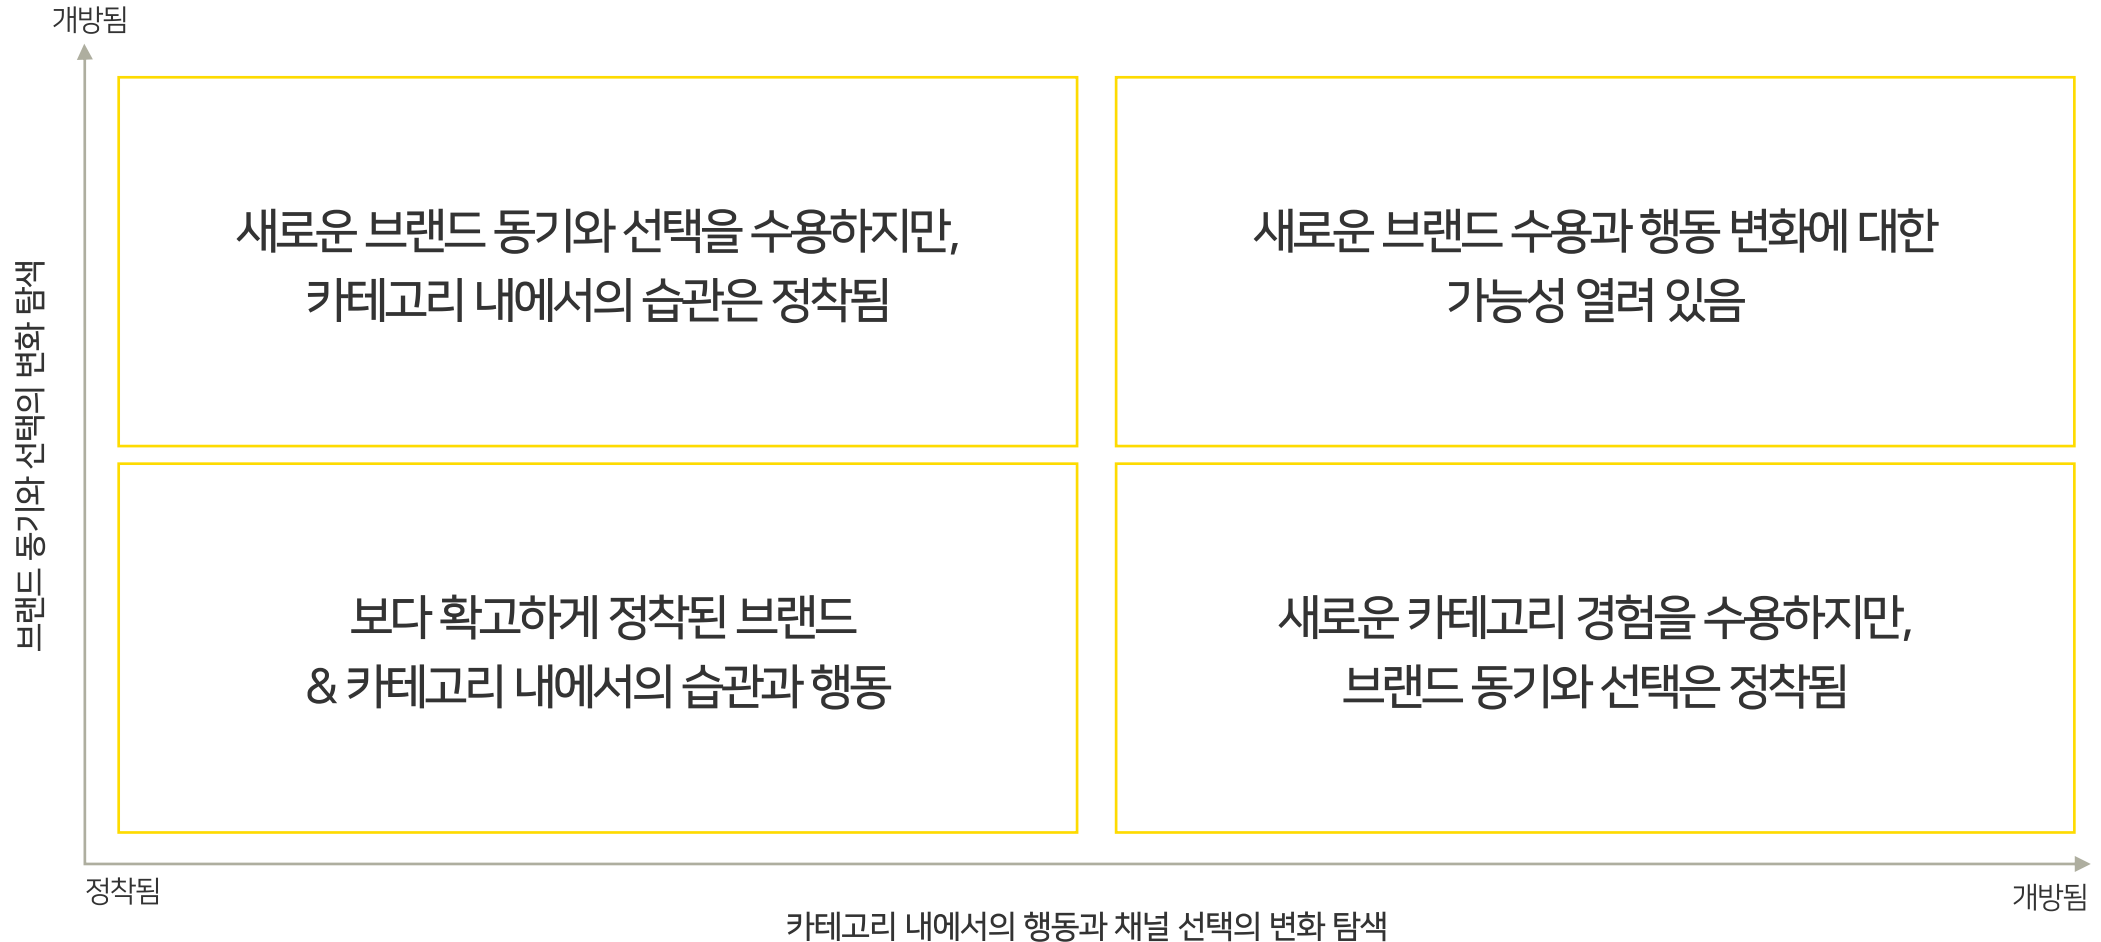 개방됨
브랜드 동기와 선택의 변화 탐색
새로운 브랜드 동기와 선택을 수용하지만,
카테고리 내에서의 습관은 정착됨
새로운 브랜드 수용과 행동 변화에 대한
가능성 열려 있음
보다 확고하게 정착된 브랜드
& 카테고리 내에서의 습관과 행동
새로운 카테고리 경험을 수용하지만,
브랜드 동기와 선택은 정착됨
정착됨
개방됨
카테고리 내에서의 행동과 채널 선택의 변화 탐색